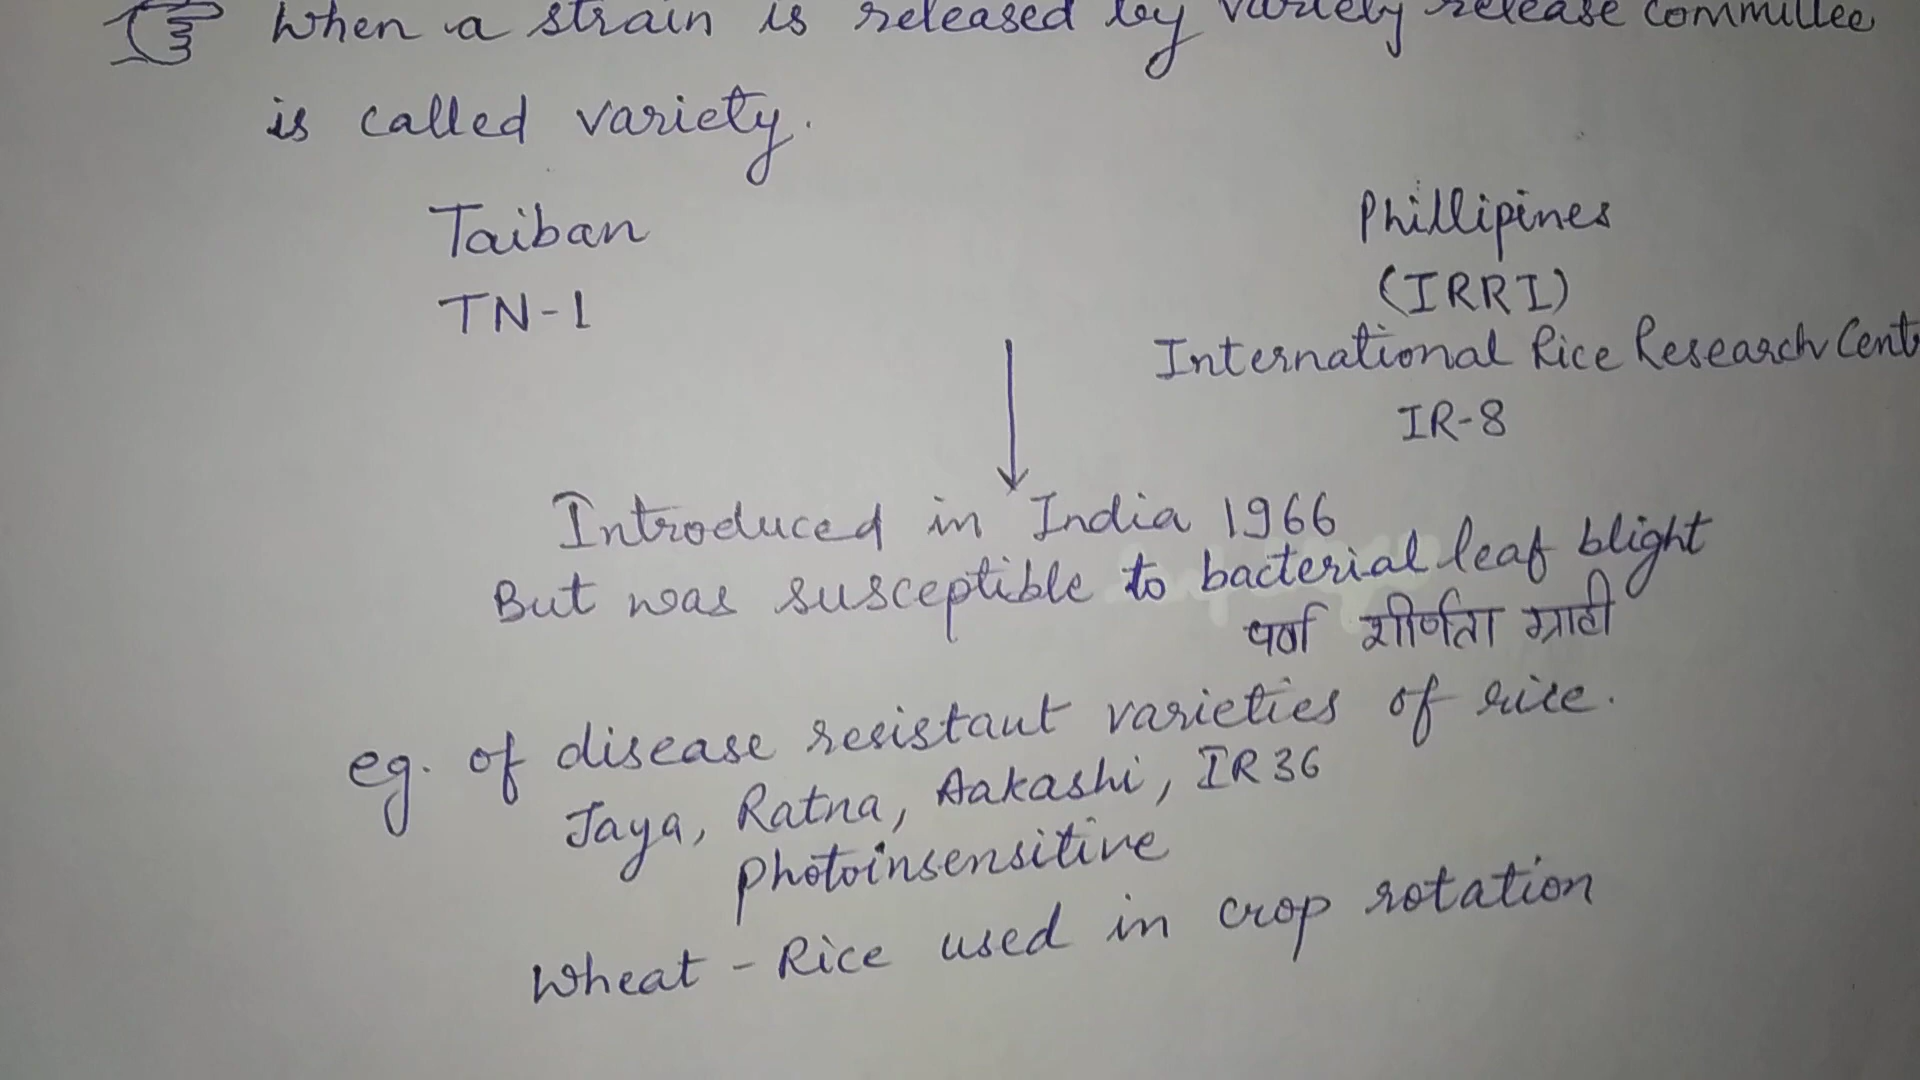 When a strain is released by variety release committee
is called variety.
Taiban
TN-1
Phillipines
(IRRI)
International Rice Research Cent
IR-8
Introduced in India 1966
But was susceptible to bacterial leaf blight
पर्ण शीर्णता ग्राही
eg. of disease resistant varieties of rice.
Jaya, Ratna, Aakashi, IR36
photoinsensitive
Wheat - Rice used in crop rotation